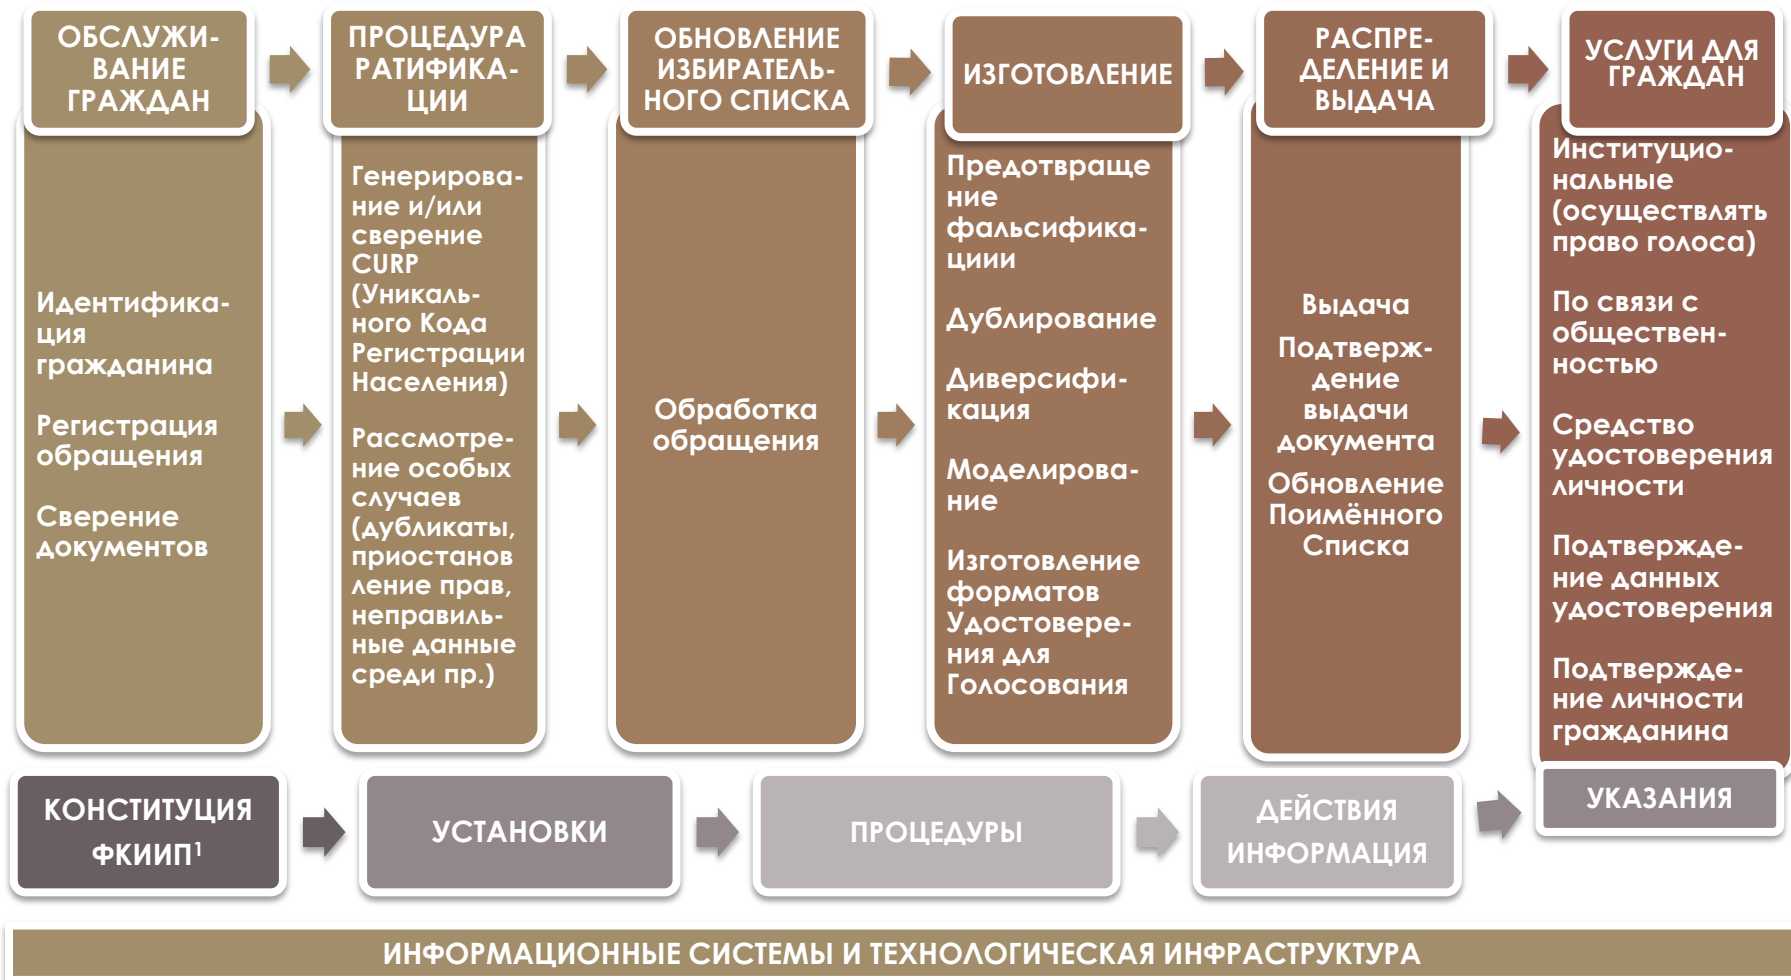 ОБСЛУЖИ-
ВАНИЕ
ГРАЖДАН
ПРОЦЕДУРА
РАТИФИКА-
ЦИИ
ОБНОВЛЕНИЕ
ИЗБИРАТЕЛЬ-
НОГО СПИСКА
ИЗГОТОВЛЕНИЕ
РАСПРЕ-
ДЕЛЕНИЕ И
ВЫДАЧА
УСЛУГИ ДЛЯ
ГРАЖДАН
Идентифика-
ция
гражданина
Регистрация
обращения
Сверение
документов
Генерирова-
ние и/или
сверение
CURP
(Уникаль-
ного Кода
Регистрации
Населения)
Рассмотре-
ние особых
случаев
(дубликаты,
приостанов
ление прав,
неправиль-
ные данные
среди пр.)
Обработка
обращения
Предотвраще
ние
фальсифика-
циии
Дублирование
Диверсифи-
кация
Моделирова-
ние
Изготовление
форматов
Удостовере-
ния для
Голосования
Выдача
Подтверж-
дение
выдачи
документа
Обновление
Поимённого
Списка
Институцио-
нальные
(осуществлять
право голоса)
По связи с
обществен-
ностью
Средство
удостоверения
личности
Подтвержде-
ние данных
удостоверения
Подтвержде-
ние личности
гражданина
КОНСТИТУЦИЯ
ФКИИП¹
УСТАНОВКИ
ПРОЦЕДУРЫ
ДЕЙСТВИЯ
ИНФОРМАЦИЯ
УКАЗАНИЯ
ИНФОРМАЦИОННЫЕ СИСТЕМЫ И ТЕХНОЛОГИЧЕСКАЯ ИНФРАСТРУКТУРА